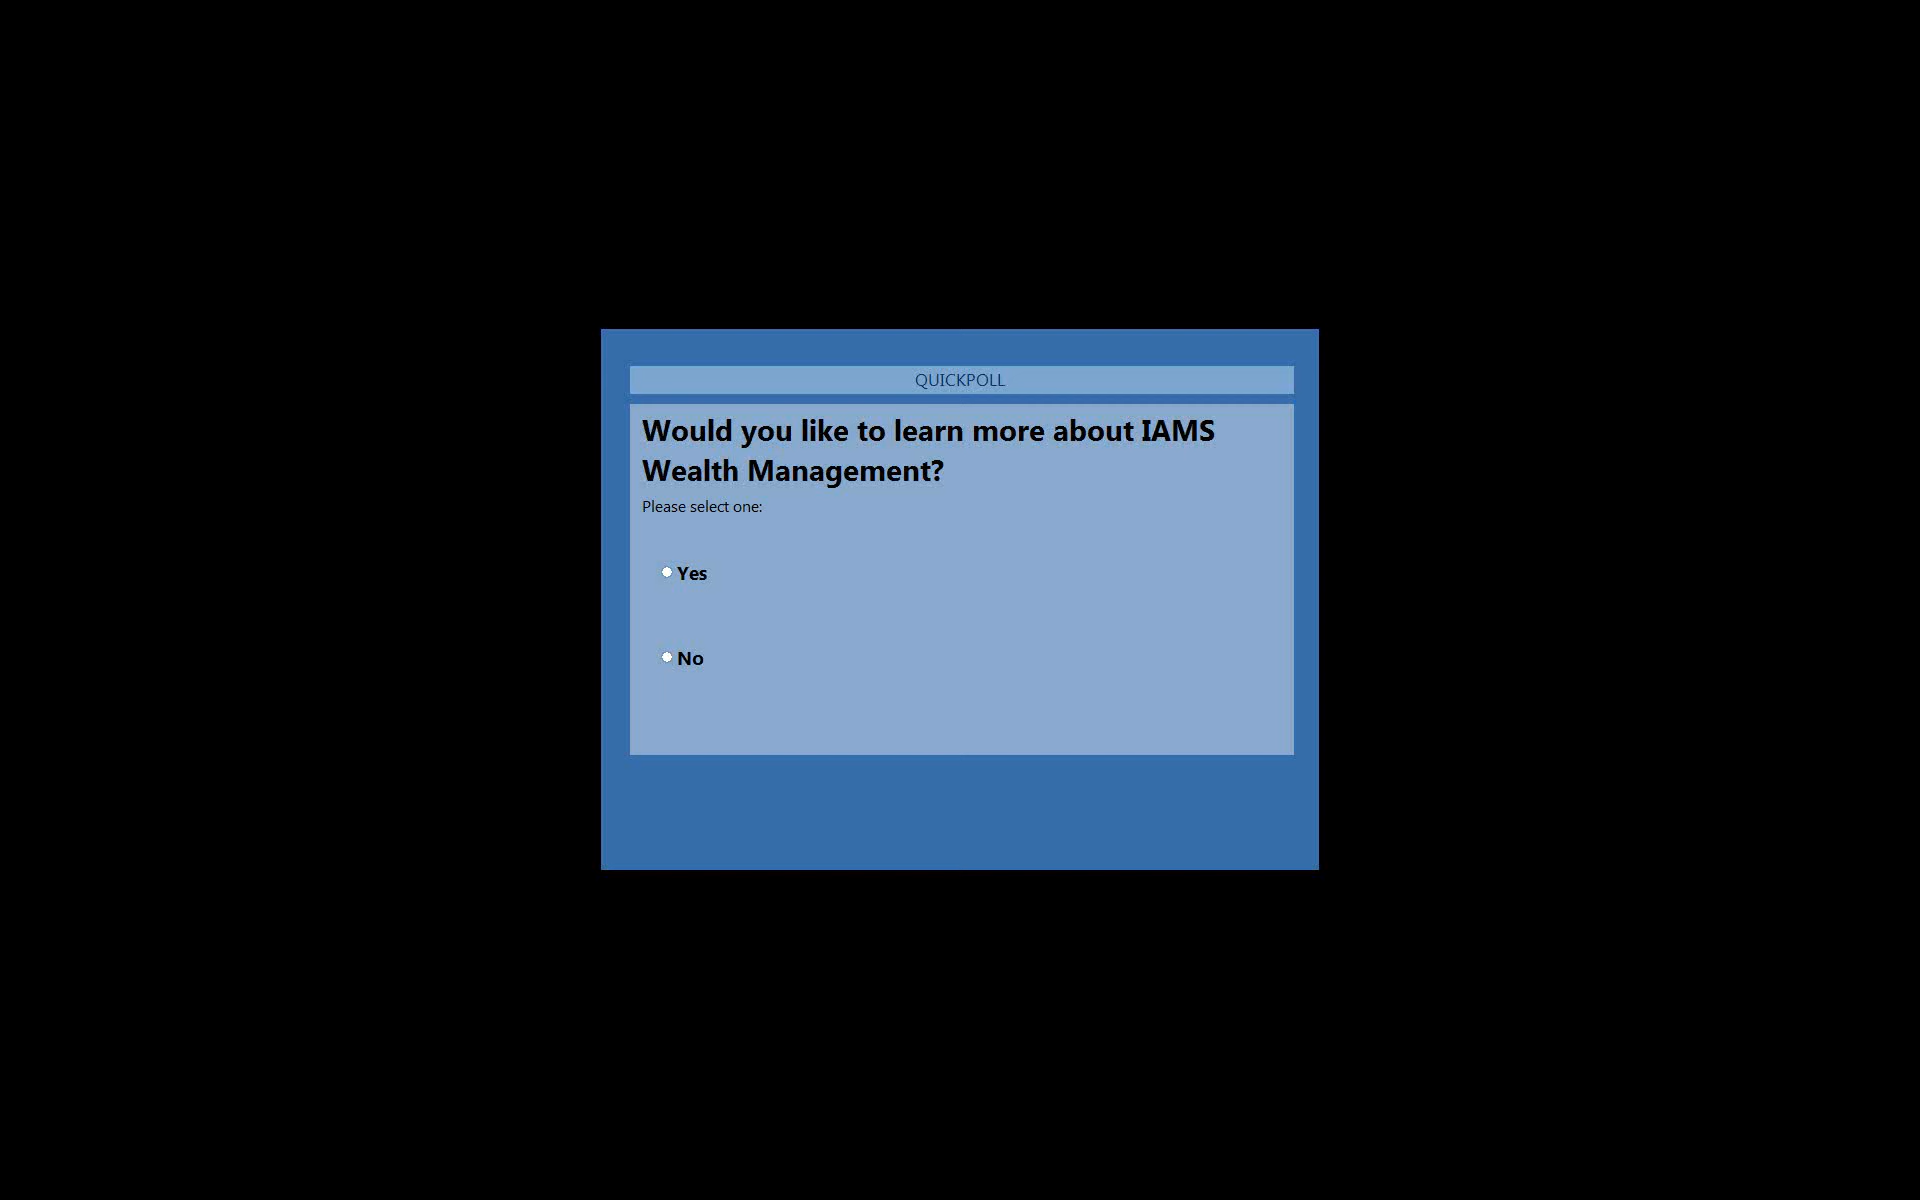 QUICKPOLL
Would you like to learn more about IAMS
Wealth Management?
Please select one:
Yes
No